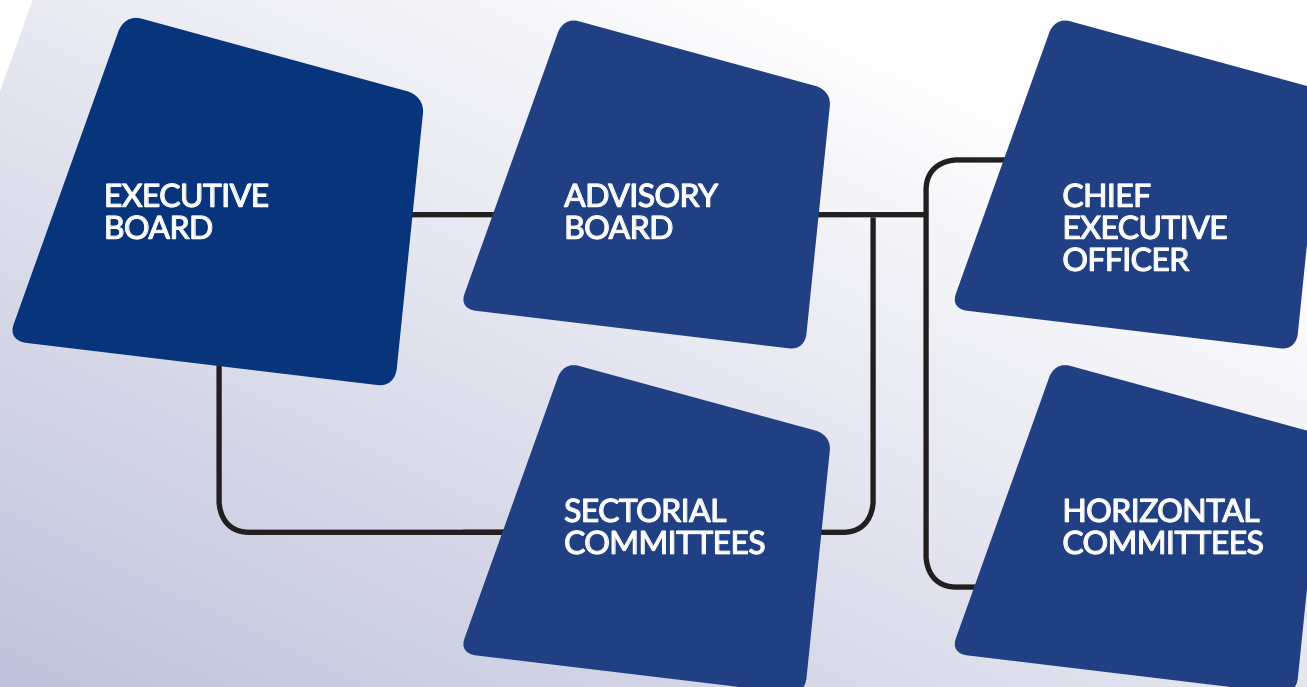 EXECUTIVE
BOARD
ADVISORY
BOARD
CHIEF
EXECUTIVE
OFFICER
SECTORIAL
COMMITTEES
HORIZONTAL
COMMITTEES